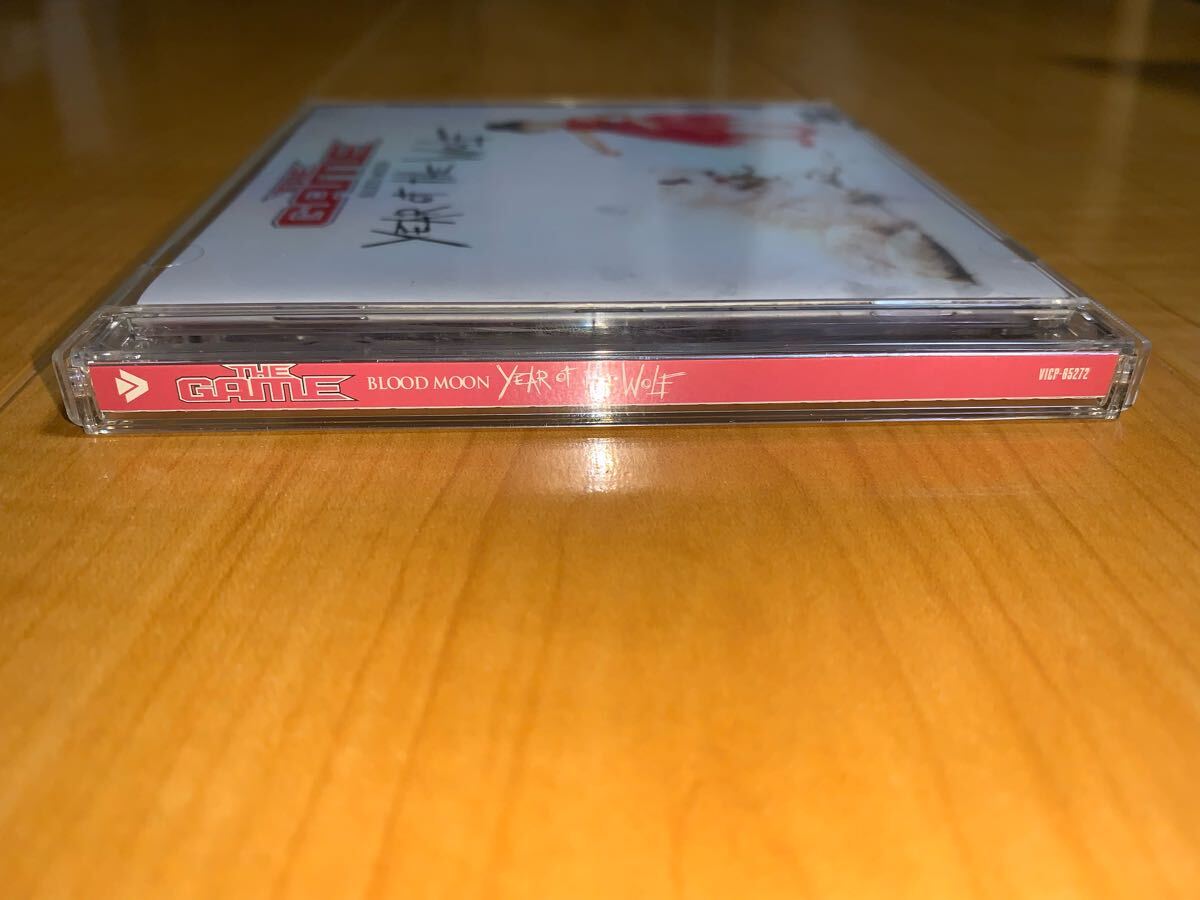 THE
GAME
YEAR of the WOLF
THE
GAME
BLOOD MOON YEAR of the WOLF
VICP-65272